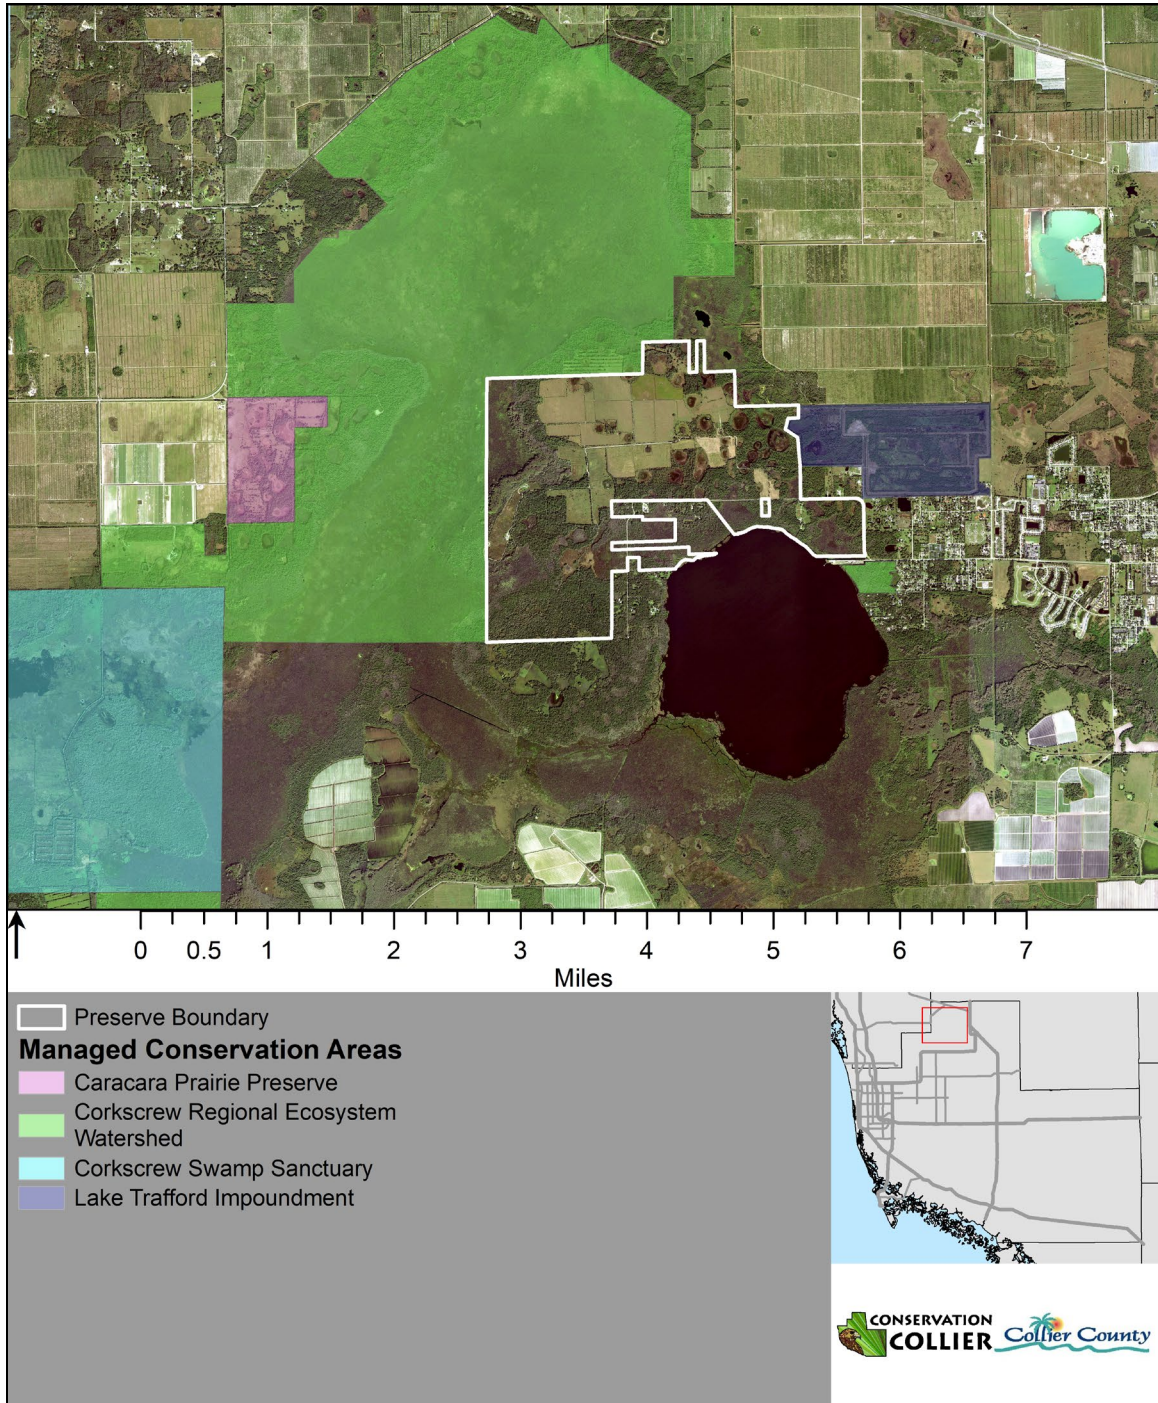 0 0.5 1 2 3 4 5 6 7
Miles
Preserve Boundary
Managed Conservation Areas
Caracara Prairie Preserve
Corkscrew Regional Ecosystem
Watershed
Corkscrew Swamp Sanctuary
Lake Trafford Impoundment
CONSERVATION
COLLIER
Collier County